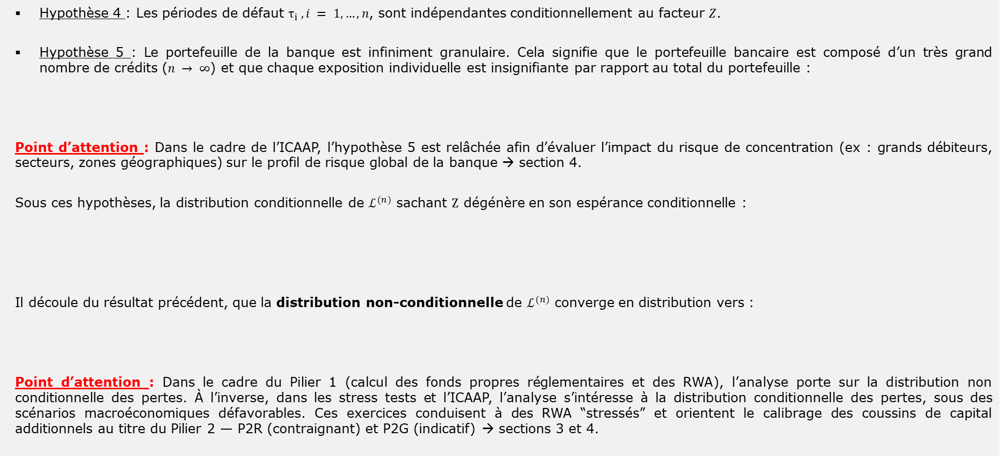 ▪ Hypothèse 4 : Les périodes de défaut τᵢ , i = 1, …, n, sont indépendantes conditionnellement au facteur Z.
▪ Hypothèse 5 : Le portefeuille de la banque est infiniment granulaire. Cela signifie que le portefeuille bancaire est composé d’un très grand
nombre de crédits (n → ∞) et que chaque exposition individuelle est insignifiante par rapport au total du portefeuille :
Point d’attention : Dans le cadre de l’ICAAP, l’hypothèse 5 est relâchée afin d’évaluer l’impact du risque de concentration (ex : grands débiteurs,
secteurs, zones géographiques) sur le profil de risque global de la banque → section 4.
Sous ces hypothèses, la distribution conditionnelle de ℒ⁽ⁿ⁾ sachant Z dégénère en son espérance conditionnelle :
Il découle du résultat précédent, que la distribution non-conditionnelle de ℒ⁽ⁿ⁾ converge en distribution vers :
Point d’attention : Dans le cadre du Pilier 1 (calcul des fonds propres réglementaires et des RWA), l’analyse porte sur la distribution non
conditionnelle des pertes. À l’inverse, dans les stress tests et l’ICAAP, l’analyse s’intéresse à la distribution conditionnelle des pertes, sous des
scénarios macroéconomiques défavorables. Ces exercices conduisent à des RWA “stressés” et orientent le calibrage des coussins de capital
additionnels au titre du Pilier 2 — P2R (contraignant) et P2G (indicatif) → sections 3 et 4.